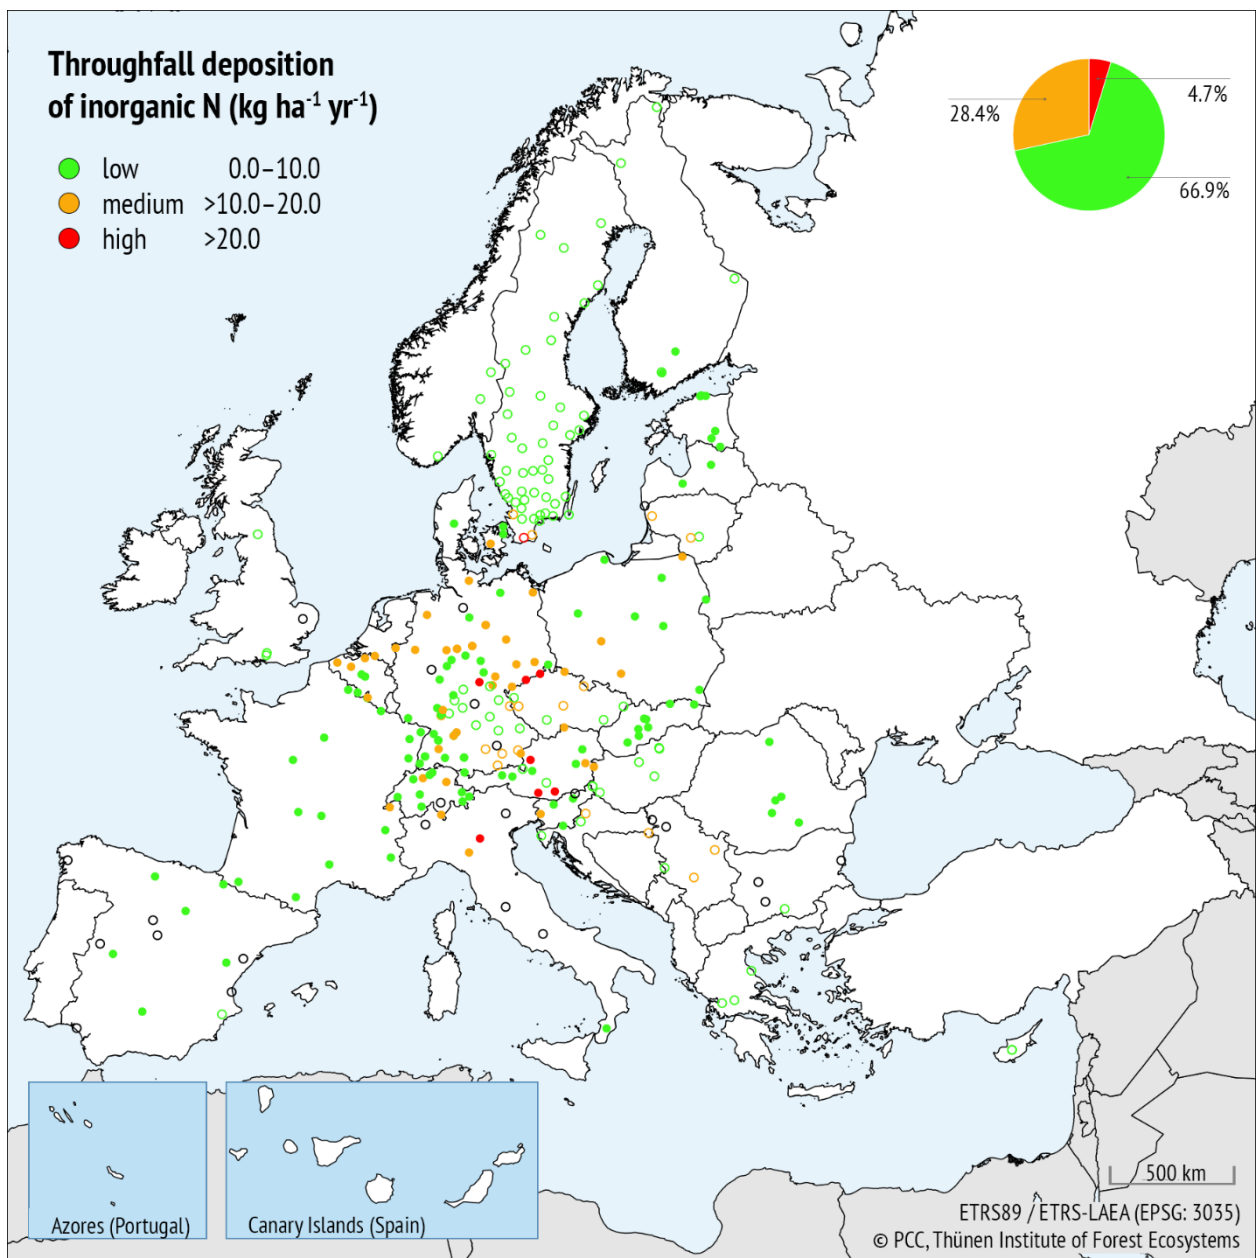 Throughfall deposition
of inorganic N (kg ha⁻¹ yr⁻¹)
low 0.0–10.0
medium >10.0–20.0
high >20.0
4.7%
28.4%
66.9%
Azores (Portugal)
Canary Islands (Spain)
500 km
ETRS89 / ETRS-LAEA (EPSG: 3035)
© PCC, Thünen Institute of Forest Ecosystems